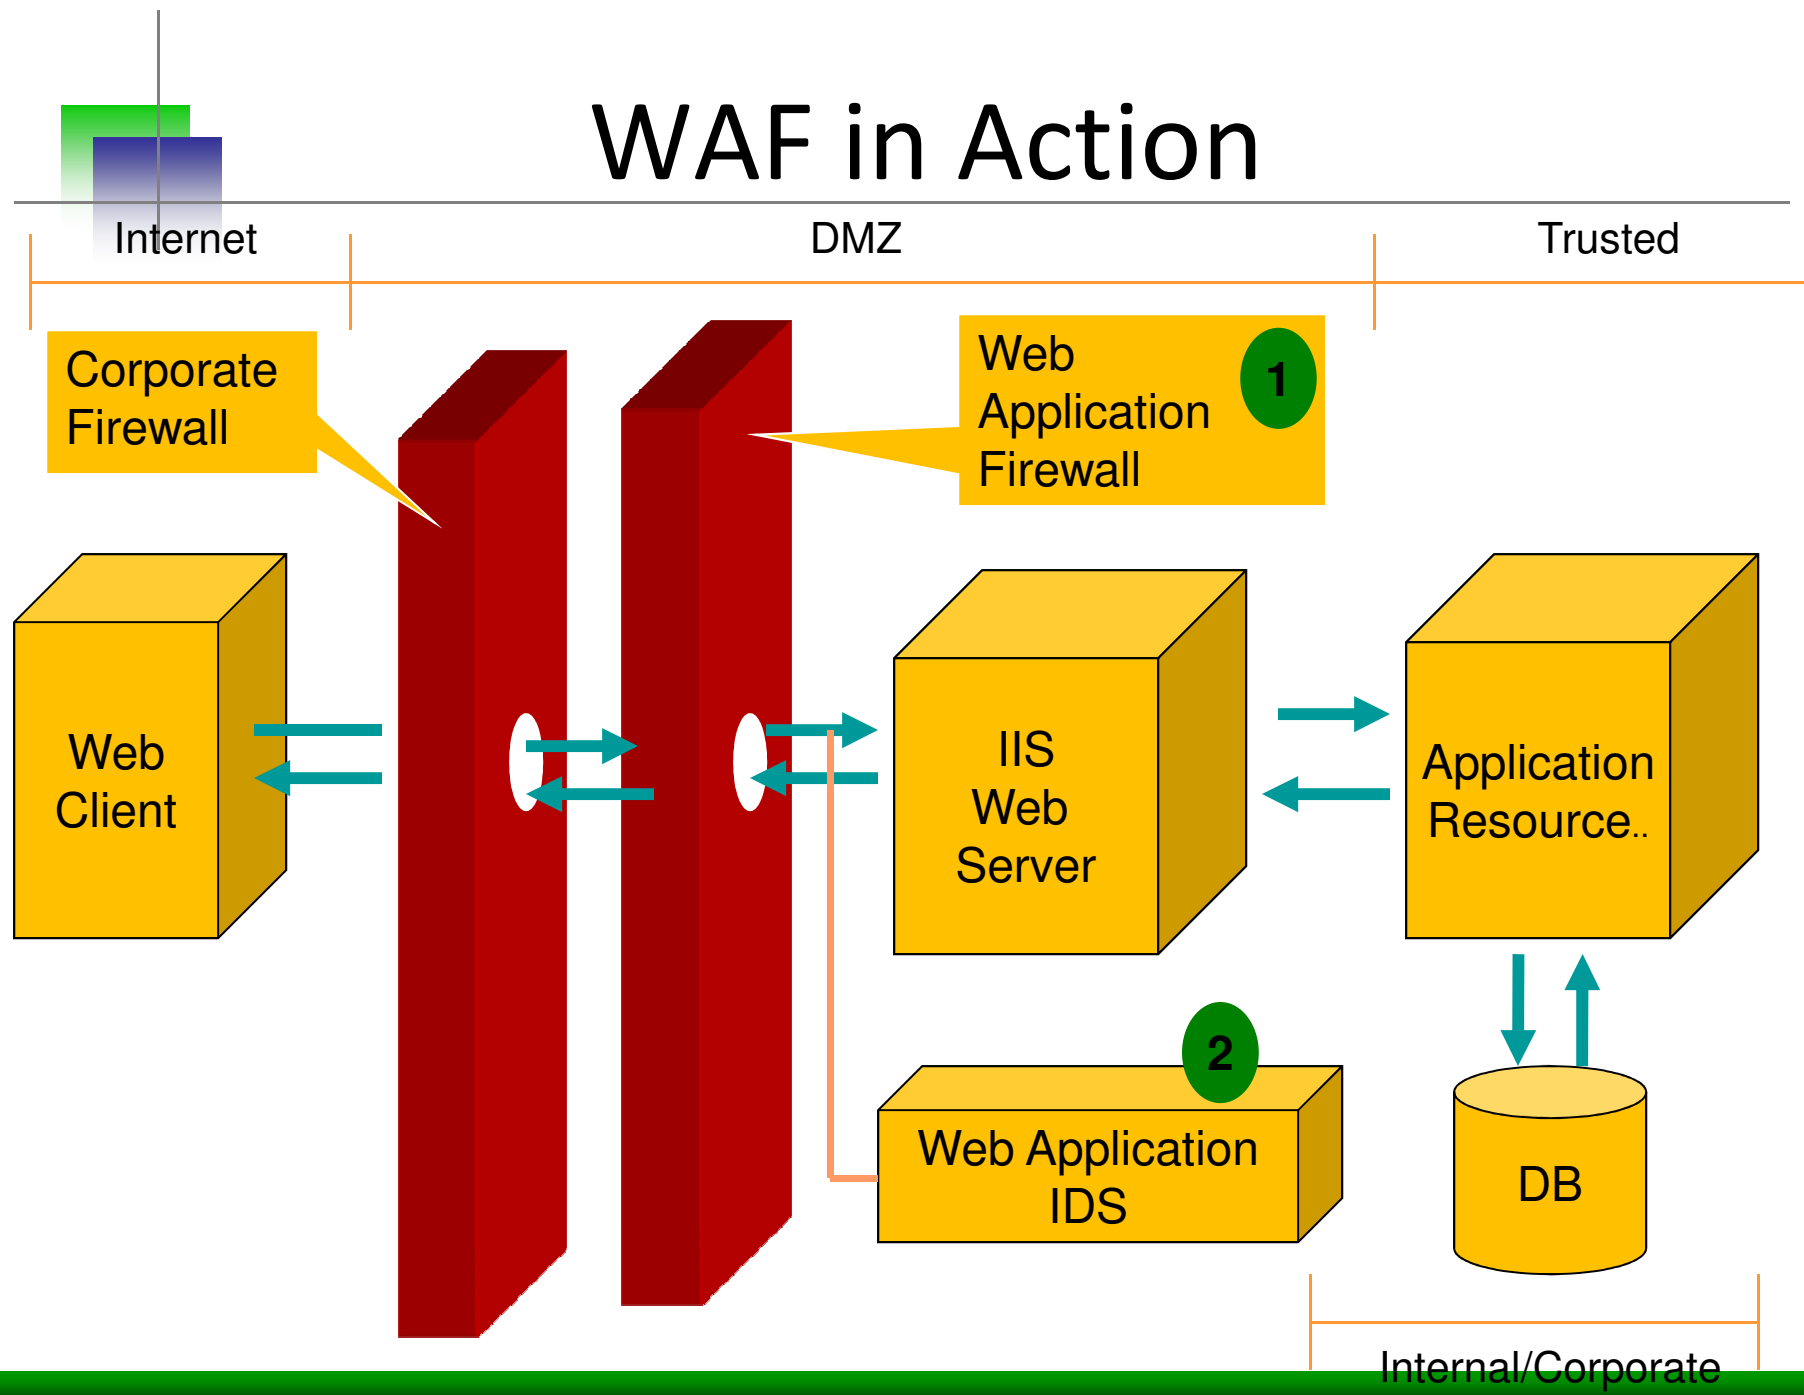 WAF in Action
Internet
DMZ
Trusted
Corporate
Firewall
Web
Application
Firewall
1
Web
Client
IIS
Web
Server
Application
Resource..
2
Web Application
IDS
DB
Internal/Corporate